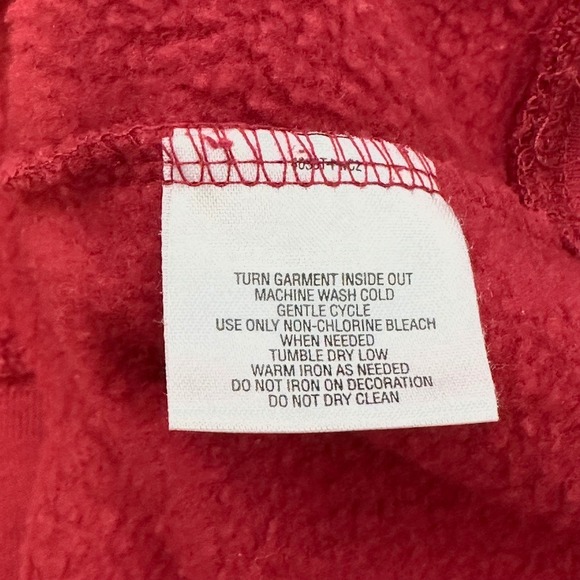 TURN GARMENT INSIDE OUT
MACHINE WASH COLD
GENTLE CYCLE
USE ONLY NON-CHLORINE BLEACH
WHEN NEEDED
TUMBLE DRY LOW
WARM IRON AS NEEDED
DO NOT IRON ON DECORATION
DO NOT DRY CLEAN